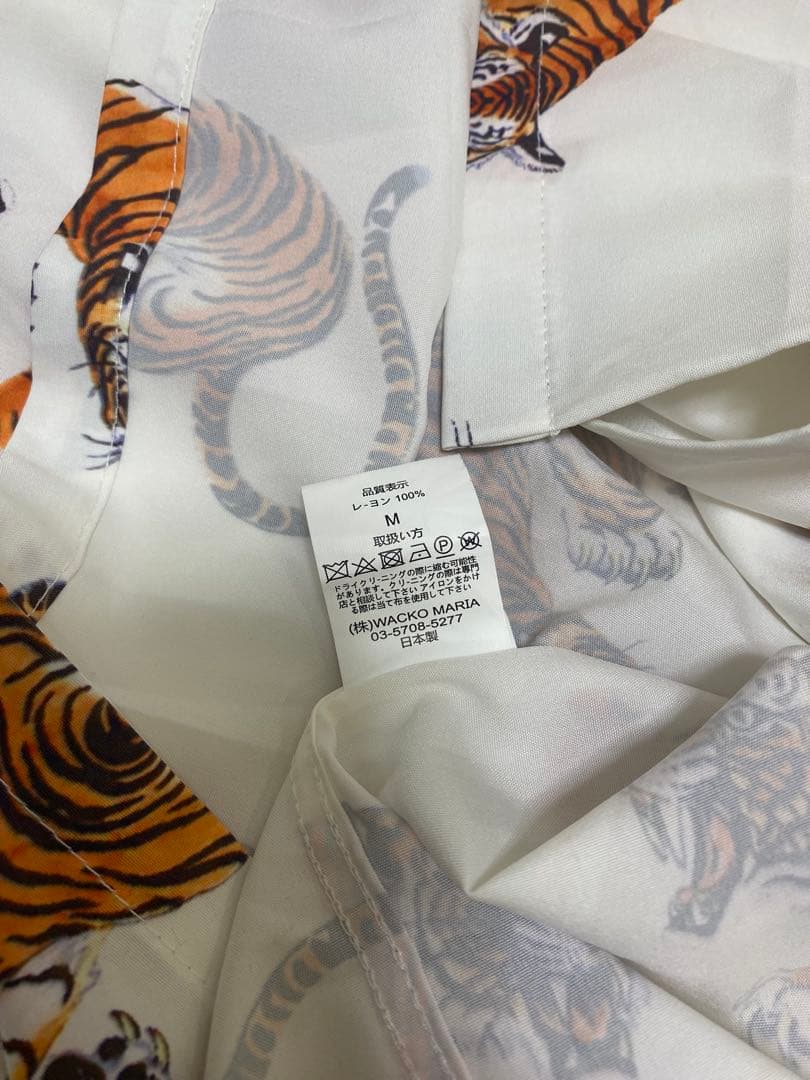 品質表示
レ-ヨン 100%
M
取扱い方
P W
ドライクリ-ニングの際に縮む可能性
があります。クリ-ニングの際は専門
店と相談して下さい アイロンをかけ
る際は当て布を使用して下さい
(株)WACKO MARIA
03-5708-5277
日本製